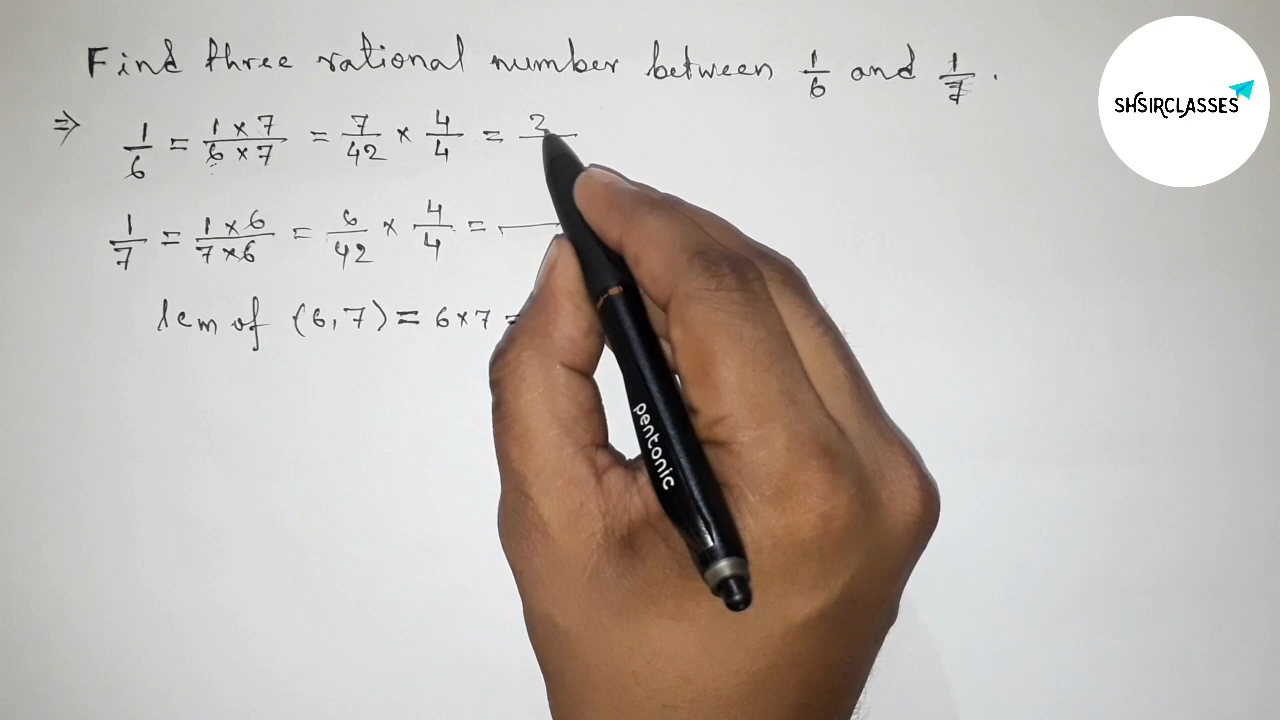 Find three rational number between 1/6 and 1/7.
⇒ 1/6 = 1×7/6×7 = 7/42 × 4/4 = 2
1/7 = 1×6/7×6 = 6/42 × 4/4 =
lcm of (6,7) = 6×7 =
SHSIRCLASSES
pentonic